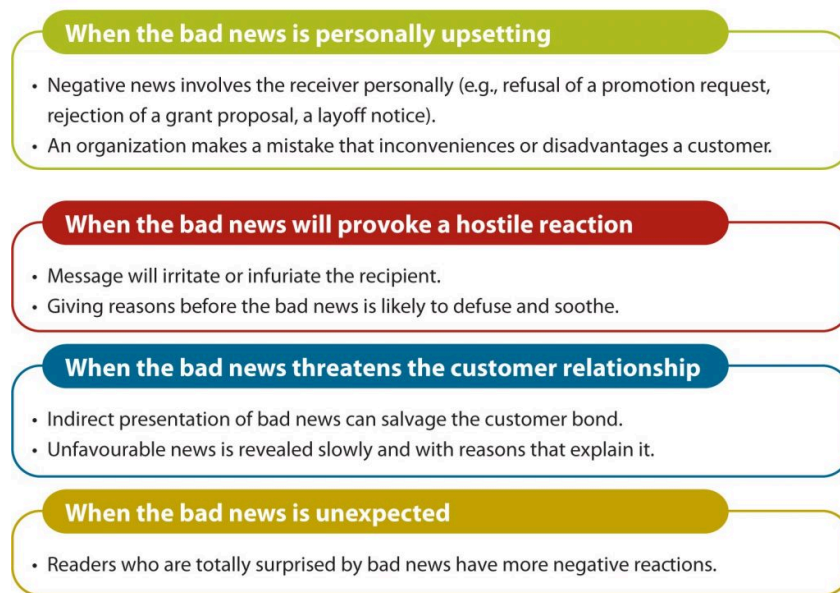 When the bad news is personally upsetting
• Negative news involves the receiver personally (e.g., refusal of a promotion request,
rejection of a grant proposal, a layoff notice).
• An organization makes a mistake that inconveniences or disadvantages a customer.
When the bad news will provoke a hostile reaction
• Message will irritate or infuriate the recipient.
• Giving reasons before the bad news is likely to defuse and soothe.
When the bad news threatens the customer relationship
• Indirect presentation of bad news can salvage the customer bond.
• Unfavourable news is revealed slowly and with reasons that explain it.
When the bad news is unexpected
• Readers who are totally surprised by bad news have more negative reactions.